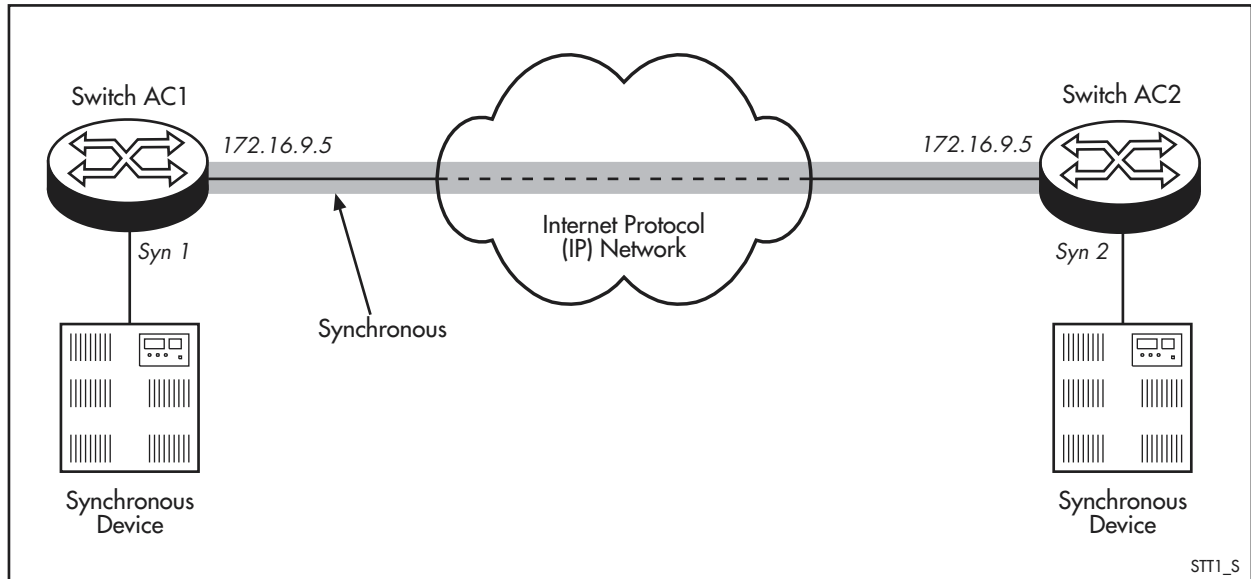 Switch AC1
Switch AC2
172.16.9.5
172.16.9.5
Internet Protocol
(IP) Network
Syn 1
Syn 2
Synchronous
Synchronous
Device
Synchronous
Device
STT1_S